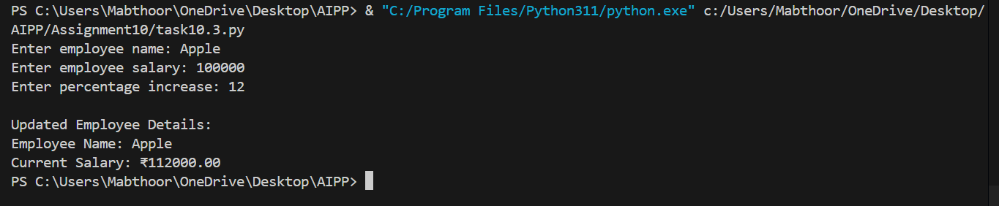 PS C:\Users\Mabthoor\OneDrive\Desktop\AIPP> & "C:/Program Files/Python311/python.exe" c:/Users/Mabthoor/OneDrive/Desktop/
AIPP/Assignment10/task10.3.py
Enter employee name: Apple
Enter employee salary: 100000
Enter percentage increase: 12

Updated Employee Details:
Employee Name: Apple
Current Salary: ₹112000.00
PS C:\Users\Mabthoor\OneDrive\Desktop\AIPP>